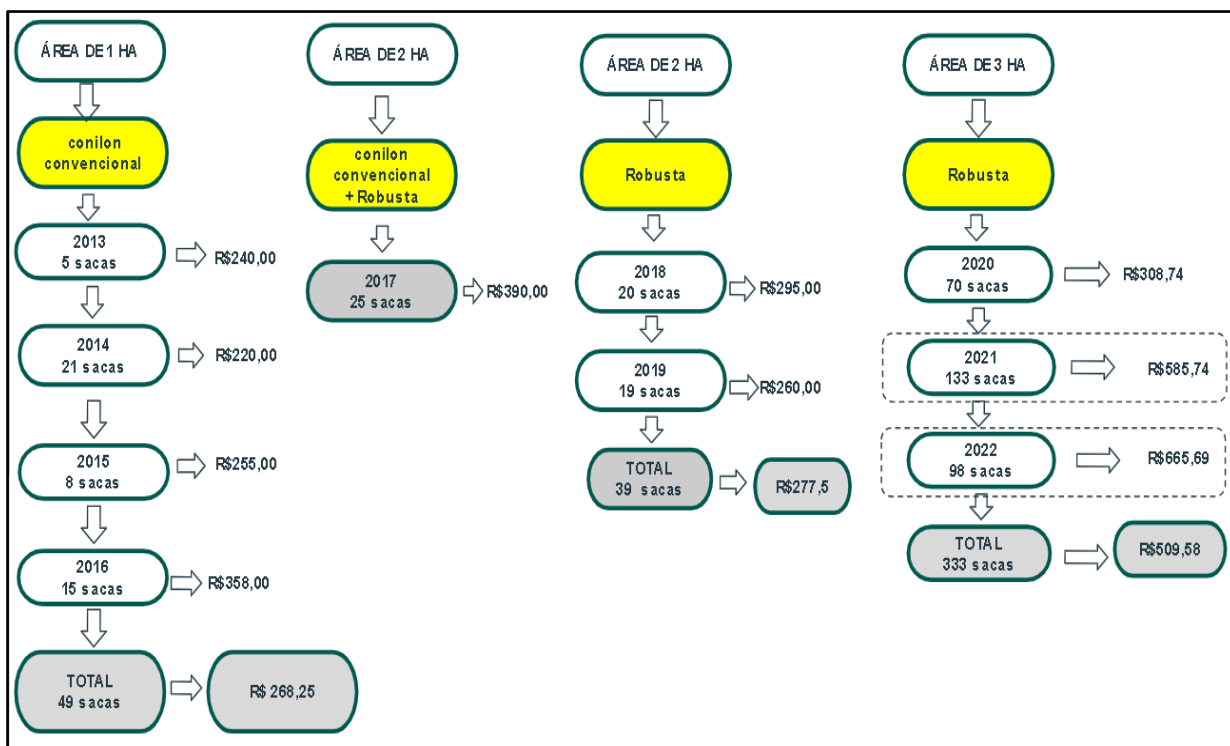 ÁREA DE 1 HA
conilon
convencional
2013
5 sacas
R$240,00
2014
21 sacas
R$220,00
2015
8 sacas
R$255,00
2016
15 sacas
R$358,00
TOTAL
49 sacas
R$ 268,25
ÁREA DE 2 HA
conilon
convencional
+ Robusta
2017
25 sacas
R$390,00
ÁREA DE 2 HA
Robusta
2018
20 sacas
R$295,00
2019
19 sacas
R$260,00
TOTAL
39 sacas
R$277,5
ÁREA DE 3 HA
Robusta
2020
70 sacas
R$308,74
2021
133 sacas
R$585,74
2022
98 sacas
R$665,69
TOTAL
333 sacas
R$509,58